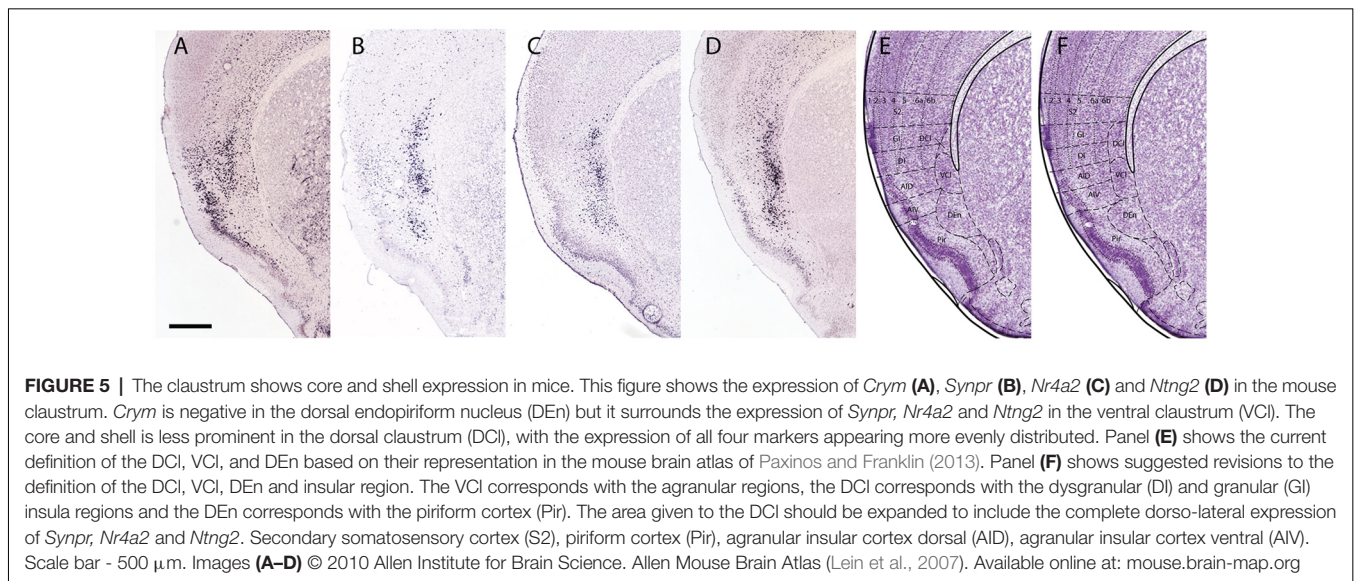 A B C D E F
1 2 3 4 5 6a 6b
S2
GI DCl
DI
VCl
AID
AIV DEn
Pir
1 2 3 4 5 6a 6b
S2
GI DCl
DI
AID VCl
AIV
DEn
Pir
FIGURE 5 | The claustrum shows core and shell expression in mice. This figure shows the expression of Crym (A), Synpr (B), Nr4a2 (C) and Ntng2 (D) in the mouse
claustrum. Crym is negative in the dorsal endopiriform nucleus (DEn) but it surrounds the expression of Synpr, Nr4a2 and Ntng2 in the ventral claustrum (VCl). The
core and shell is less prominent in the dorsal claustrum (DCl), with the expression of all four markers appearing more evenly distributed. Panel (E) shows the current
definition of the DCl, VCl, and DEn based on their representation in the mouse brain atlas of Paxinos and Franklin (2013). Panel (F) shows suggested revisions to the
definition of the DCl, VCl, DEn and insular region. The VCl corresponds with the agranular regions, the DCl corresponds with the dysgranular (DI) and granular (GI)
insula regions and the DEn corresponds with the piriform cortex (Pir). The area given to the DCl should be expanded to include the complete dorso-lateral expression
of Synpr, Nr4a2 and Ntng2. Secondary somatosensory cortex (S2), piriform cortex (Pir), agranular insular cortex dorsal (AID), agranular insular cortex ventral (AIV).
Scale bar - 500 μm. Images (A–D) © 2010 Allen Institute for Brain Science. Allen Mouse Brain Atlas (Lein et al., 2007). Available online at: mouse.brain-map.org